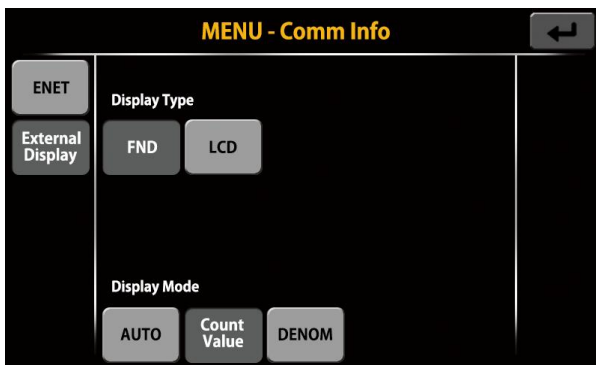 MENU - Comm Info
ENET
External
Display
Display Type
FND
LCD
Display Mode
AUTO
Count
Value
DENOM